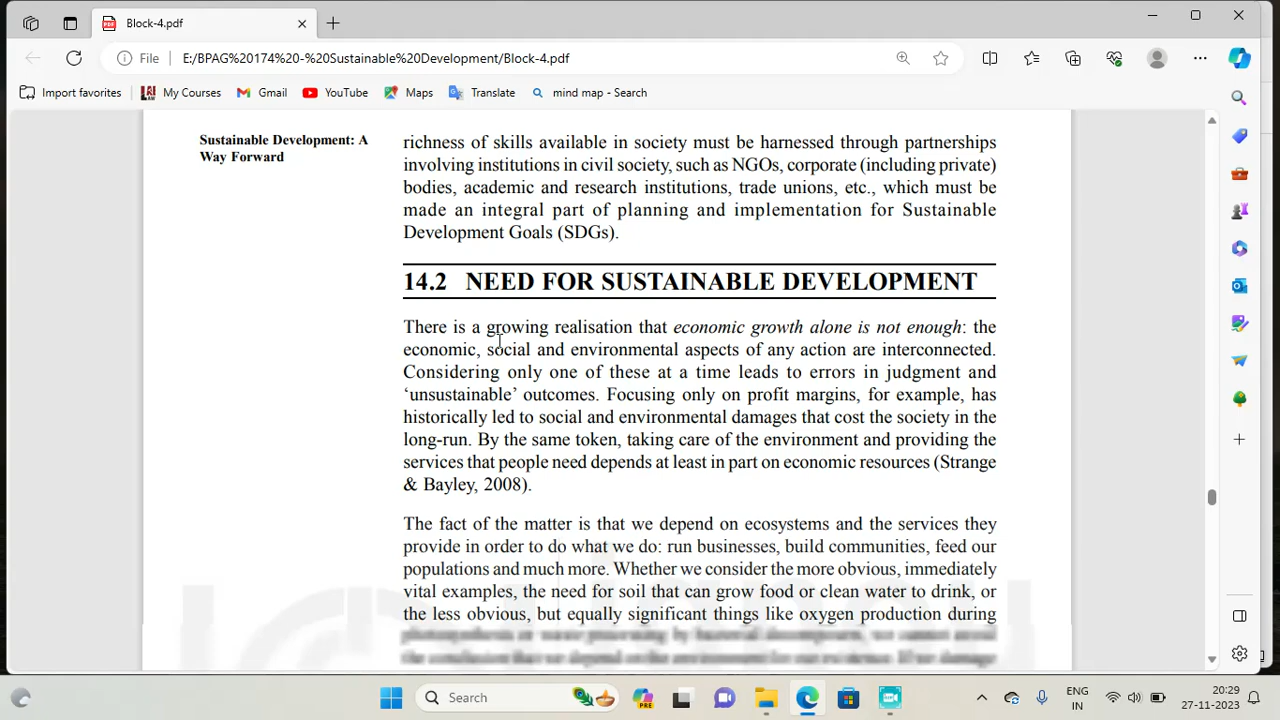 Block-4.pdf
File E:/BPAG%20174%20-%20Sustainable%20Development/Block-4.pdf
Import favorites My Courses Gmail YouTube Maps Translate mind map - Search
Sustainable Development: A
Way Forward
richness of skills available in society must be harnessed through partnerships
involving institutions in civil society, such as NGOs, corporate (including private)
bodies, academic and research institutions, trade unions, etc., which must be
made an integral part of planning and implementation for Sustainable
Development Goals (SDGs).
14.2 NEED FOR SUSTAINABLE DEVELOPMENT
There is a growing realisation that economic growth alone is not enough: the
economic, social and environmental aspects of any action are interconnected.
Considering only one of these at a time leads to errors in judgment and
‘unsustainable’ outcomes. Focusing only on profit margins, for example, has
historically led to social and environmental damages that cost the society in the
long-run. By the same token, taking care of the environment and providing the
services that people need depends at least in part on economic resources (Strange
& Bayley, 2008).
The fact of the matter is that we depend on ecosystems and the services they
provide in order to do what we do: run businesses, build communities, feed our
populations and much more. Whether we consider the more obvious, immediately
vital examples, the need for soil that can grow food or clean water to drink, or
the less obvious, but equally significant things like oxygen production during
Search
PRE
ENG
IN
20:29
27-11-2023